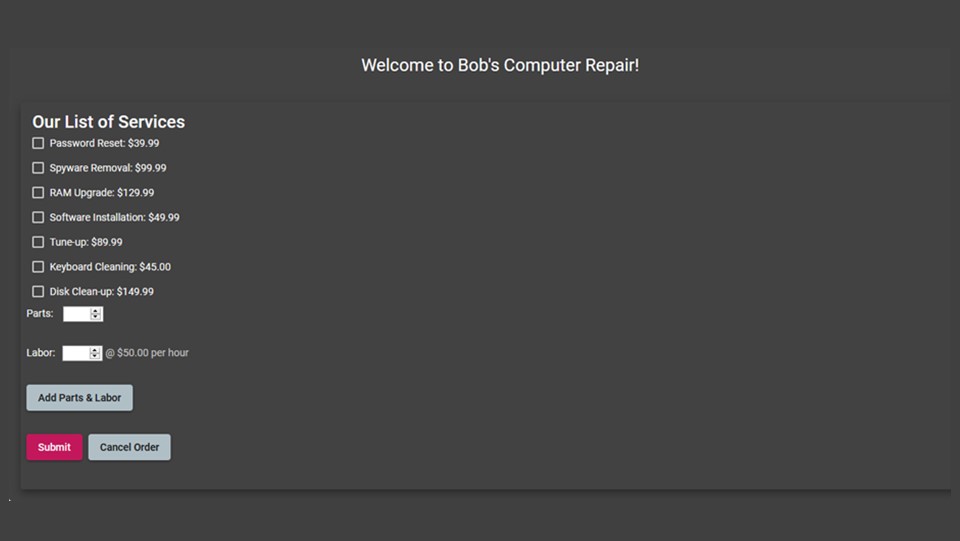 Welcome to Bob's Computer Repair!
Our List of Services
Password Reset: $39.99
Spyware Removal: $99.99
RAM Upgrade: $129.99
Software Installation: $49.99
Tune-up: $89.99
Keyboard Cleaning: $45.00
Disk Clean-up: $149.99
Parts:
Labor: @ $50.00 per hour
Add Parts & Labor
Submit Cancel Order